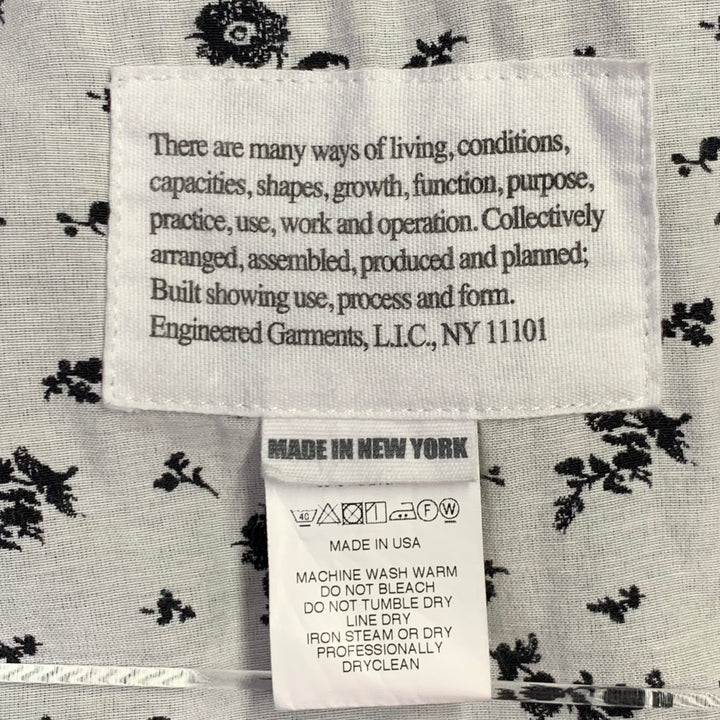 There are many ways of living, conditions,
capacities, shapes, growth, function, purpose,
practice, use, work and operation. Collectively
arranged, assembled, produced and planned;
Built showing use, process and form.
Engineered Garments, L.I.C., NY 11101
MADE IN NEW YORK
40 F W
MADE IN USA
MACHINE WASH WARM
DO NOT BLEACH
DO NOT TUMBLE DRY
LINE DRY
IRON STEAM OR DRY
PROFESSIONALLY
DRYCLEAN